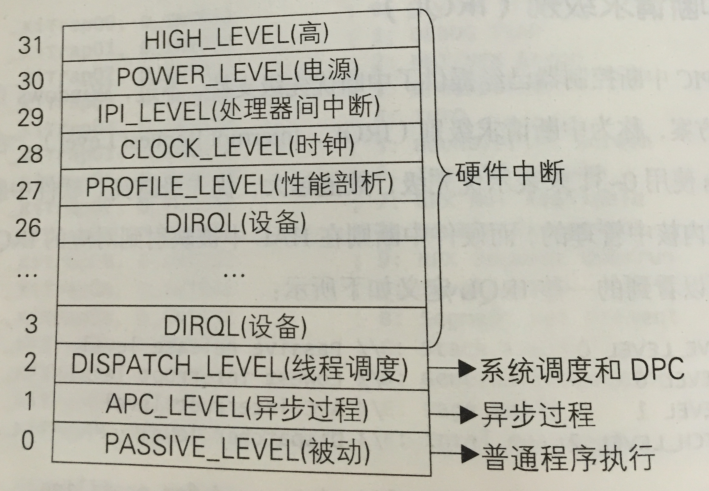 31 HIGH_LEVEL(高)
30 POWER_LEVEL(电源)
29 IPI_LEVEL(处理器间中断)
28 CLOCK_LEVEL(时钟)
27 PROFILE_LEVEL(性能剖析)
硬件中断
26 DIRQL(设备)
... ...
3 DIRQL(设备)
2 DISPATCH_LEVEL(线程调度) 系统调度和 DPC
1 APC_LEVEL(异步过程) 异步过程
0 PASSIVE_LEVEL(被动) 普通程序执行